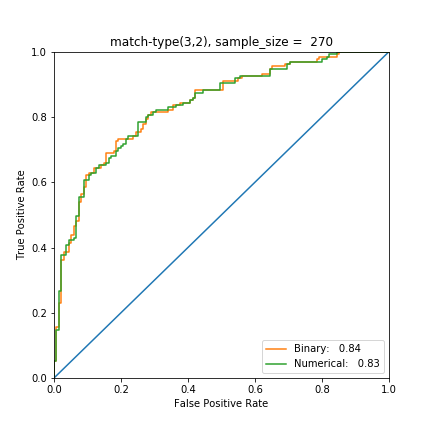 match-type(3,2), sample_size =  270
True Positive Rate
1.0
0.8
0.6
0.4
0.2
0.0
0.0 0.2 0.4 0.6 0.8 1.0
False Positive Rate
Binary:   0.84
Numerical:   0.83